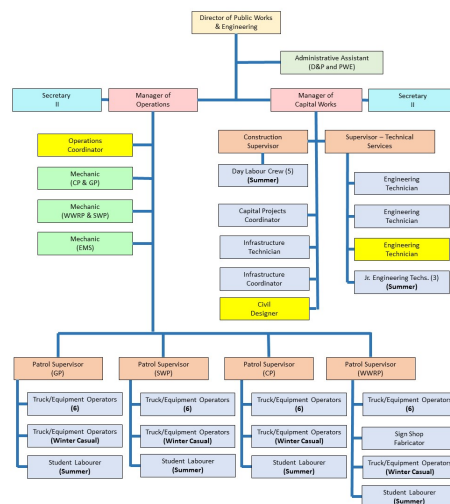 Director of Public Works
& Engineering
Administrative Assistant
(D&P and PWE)
Secretary
II
Manager of
Operations
Manager of
Capital Works
Secretary
II
Operations
Coordinator
Mechanic
(CP & GP)
Mechanic
(WWRP & SWP)
Mechanic
(EMS)
Construction
Supervisor
Day Labour Crew (5)
(Summer)
Capital Projects
Coordinator
Infrastructure
Technician
Infrastructure
Coordinator
Civil
Designer
Supervisor – Technical
Services
Engineering
Technician
Engineering
Technician
Engineering
Technician
Jr. Engineering Techs. (3)
(Summer)
Patrol Supervisor
(GP)
Truck/Equipment Operators
(6)
Truck/Equipment Operators
(Winter Casual)
Student Labourer
(Summer)
Patrol Supervisor
(SWP)
Truck/Equipment Operators
(6)
Truck/Equipment Operators
(Winter Casual)
Student Labourer
(Summer)
Patrol Supervisor
(CP)
Truck/Equipment Operators
(6)
Truck/Equipment Operators
(Winter Casual)
Student Labourer
(Summer)
Patrol Supervisor
(WWRP)
Truck/Equipment Operators
(6)
Sign Shop
Fabricator
Truck/Equipment Operators
(Winter Casual)
Student Labourer
(Summer)